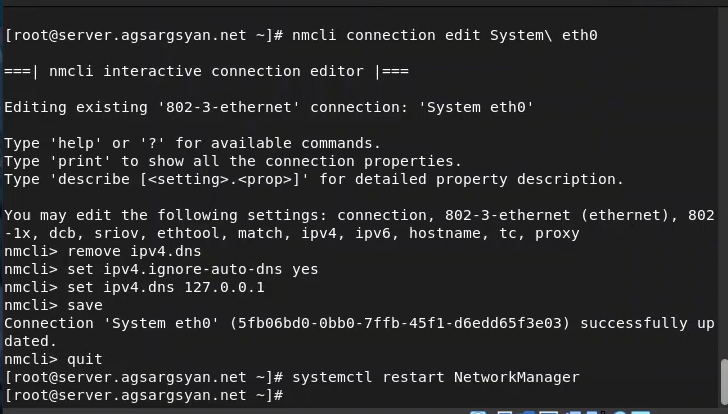 [root@server.agsargsyan.net ~]# nmcli connection edit System\ eth0
===| nmcli interactive connection editor |===
Editing existing '802-3-ethernet' connection: 'System eth0'
Type 'help' or '?' for available commands.
Type 'print' to show all the connection properties.
Type 'describe [<setting>.<prop>]' for detailed property description.
You may edit the following settings: connection, 802-3-ethernet (ethernet), 802
-1x, dcb, sriov, ethtool, match, ipv4, ipv6, hostname, tc, proxy
nmcli> remove ipv4.dns
nmcli> set ipv4.ignore-auto-dns yes
nmcli> set ipv4.dns 127.0.0.1
nmcli> save
Connection 'System eth0' (5fb06bd0-0bb0-7ffb-45f1-d6edd65f3e03) successfully up
dated.
nmcli> quit
[root@server.agsargsyan.net ~]# systemctl restart NetworkManager
[root@server.agsargsyan.net ~]#